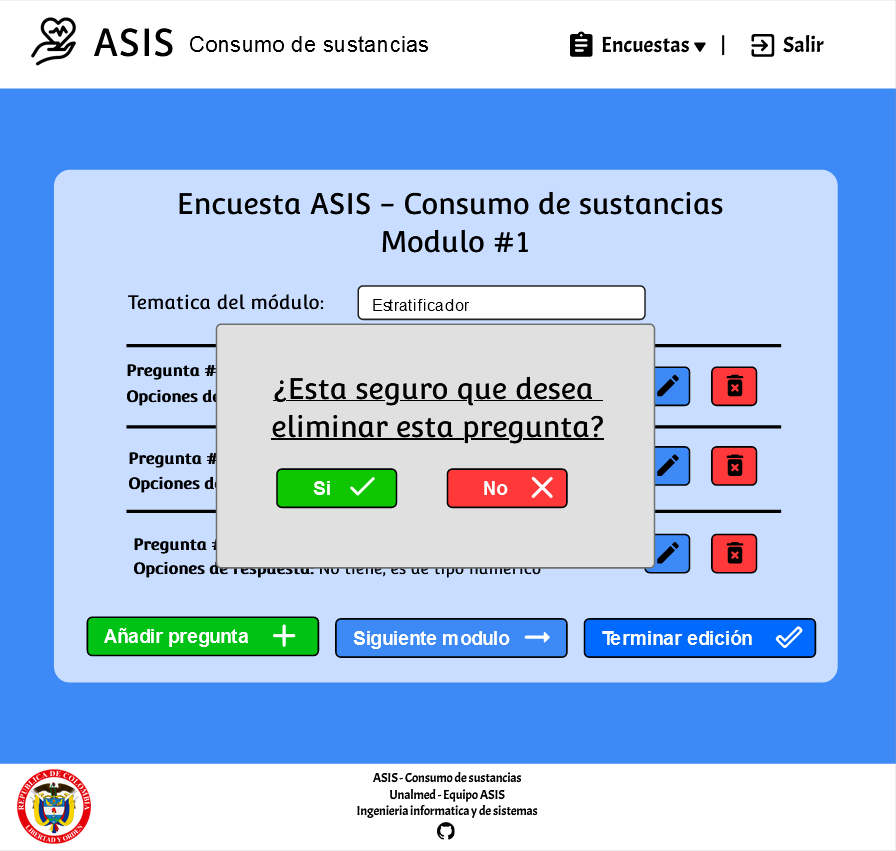 ASIS Consumo de sustancias
Encuestas | Salir
Encuesta ASIS - Consumo de sustancias
Modulo #1
Tematica del módulo: Estratificador
Pregunta #
Opciones de
¿Esta seguro que desea
eliminar esta pregunta?
Pregunta #
Opciones de
Si No
Pregunta #
Opciones de respuesta: No tiene, es de tipo numerico
Añadir pregunta Siguiente modulo Terminar edición
REPUBLICA DE COLOMBIA
LIBERTAD Y ORDEN
ASIS - Consumo de sustancias
Unalmed - Equipo ASIS
Ingenieria informatica y de sistemas